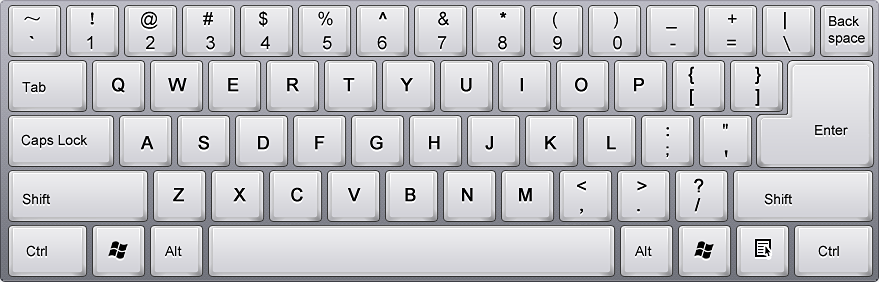 ~ ! @ # $ % ^ & * ( ) _ + | Back
` 1 2 3 4 5 6 7 8 9 0 - = \ space
Tab Q W E R T Y U I O P { }
[ ]
Caps Lock A S D F G H J K L : " Enter
; '
Shift Z X C V B N M < > ? Shift
, . /
Ctrl Alt Alt Ctrl